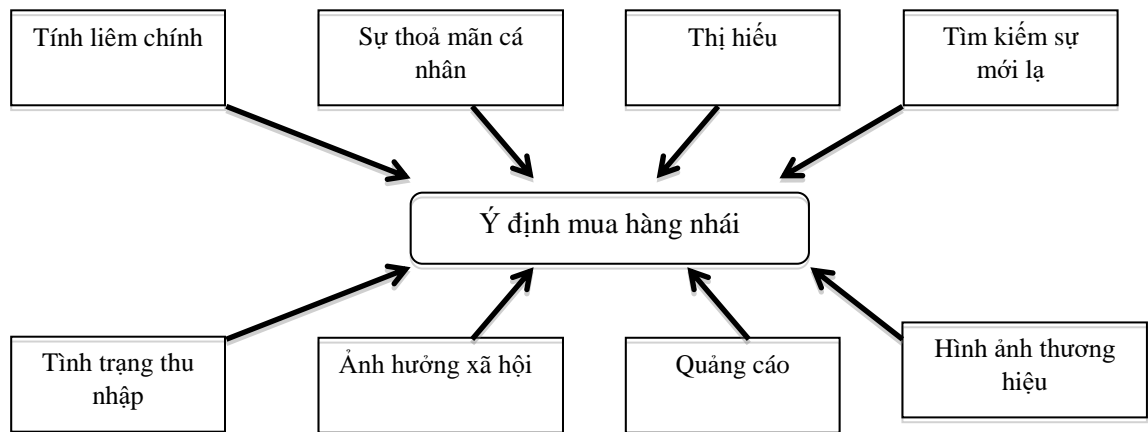 Tính liêm chính
Sự thoả mãn cá
nhân
Thị hiếu
Tìm kiếm sự
mới lạ
Ý định mua hàng nhái
Tình trạng thu
nhập
Ảnh hưởng xã hội
Quảng cáo
Hình ảnh thương
hiệu